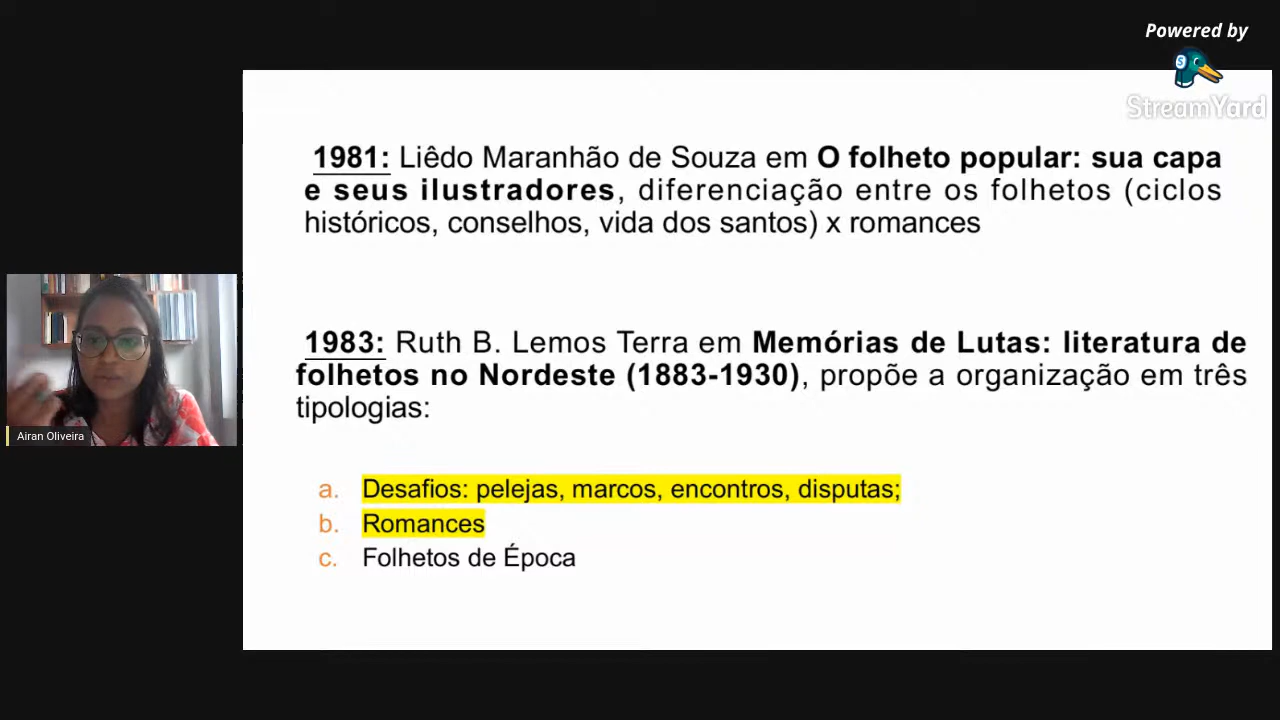 Powered by
StreamYard
1981: Liêdo Maranhão de Souza em O folheto popular: sua capa
e seus ilustradores, diferenciação entre os folhetos (ciclos
históricos, conselhos, vida dos santos) x romances
1983: Ruth B. Lemos Terra em Memórias de Lutas: literatura de
folhetos no Nordeste (1883-1930), propõe a organização em três
tipologias:
a. Desafios: pelejas, marcos, encontros, disputas;
b. Romances
c. Folhetos de Época
Airan Oliveira